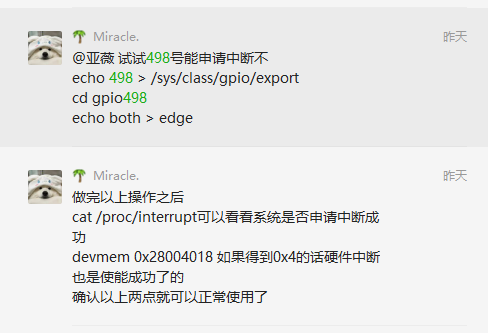 Miracle.
昨天
@亚薇 试试498号能申请中断不
echo 498 > /sys/class/gpio/export
cd gpio498
echo both > edge
Miracle.
昨天
做完以上操作之后
cat /proc/interrupt可以看看系统是否申请中断成
功
devmem 0x28004018 如果得到0x4的话硬件中断
也是使能成功了的
确认以上两点就可以正常使用了